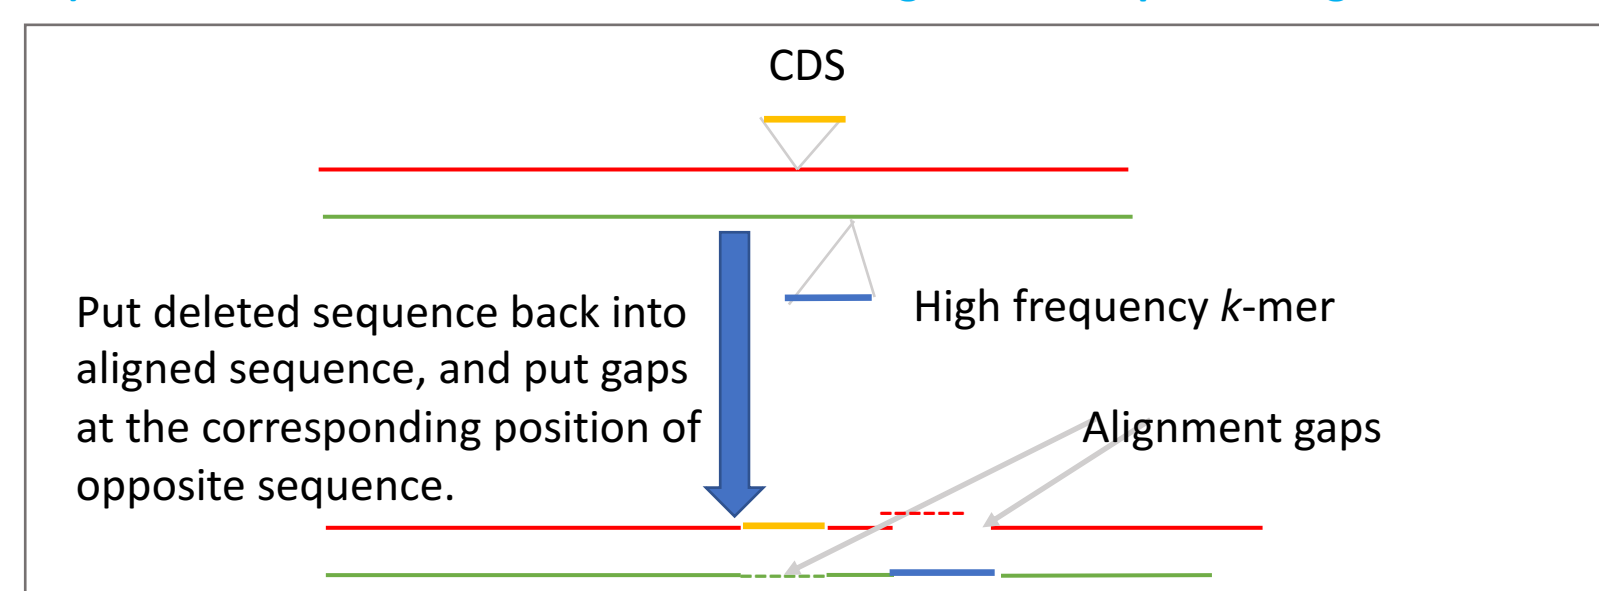 CDS
Put deleted sequence back into
aligned sequence, and put gaps
at the corresponding position of
opposite sequence.
High frequency k-mer
Alignment gaps